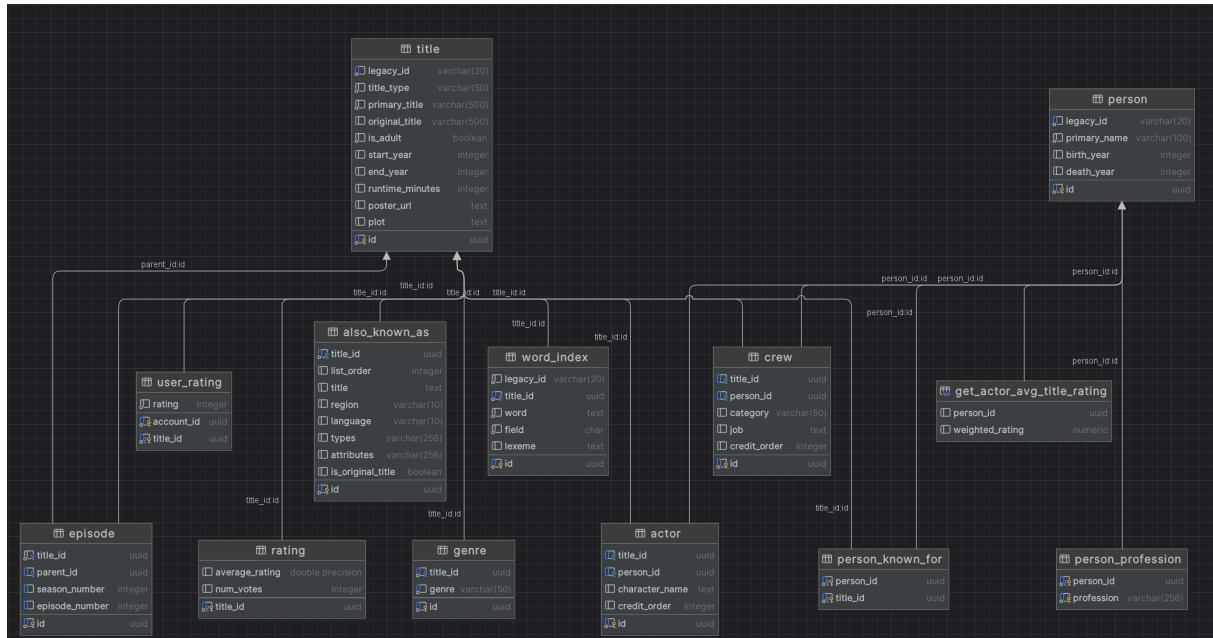 title
legacy_id varchar(20)
title_type varchar(50)
primary_title varchar(500)
original_title varchar(500)
is_adult boolean
start_year integer
end_year integer
runtime_minutes integer
poster_url text
plot text
id uuid
person
legacy_id varchar(20)
primary_name varchar(100)
birth_year integer
death_year integer
id uuid
parent_id:id
title_id:id
title_id:id
title_id:id
title_id:id
person_id:id
person_id:id
person_id:id
person_id:id
title_id:id
title_id:id
person_id:id
also_known_as
title_id uuid
list_order integer
title text
region varchar(10)
language varchar(10)
types varchar(256)
attributes varchar(256)
is_original_title boolean
id uuid
word_index
legacy_id varchar(20)
title_id uuid
word text
field char
lexeme text
id uuid
crew
title_id uuid
person_id uuid
category varchar(50)
job text
credit_order integer
id uuid
user_rating
rating integer
account_id uuid
title_id uuid
get_actor_avg_title_rating
person_id uuid
weighted_rating numeric
title_id:id
title_id:id
title_id:id
episode
title_id uuid
parent_id uuid
season_number integer
episode_number integer
id uuid
rating
average_rating double precision
num_votes integer
title_id uuid
genre
title_id uuid
genre varchar(50)
id uuid
actor
title_id uuid
person_id uuid
character_name text
credit_order integer
id uuid
person_known_for
person_id uuid
title_id uuid
person_profession
person_id uuid
profession varchar(256)